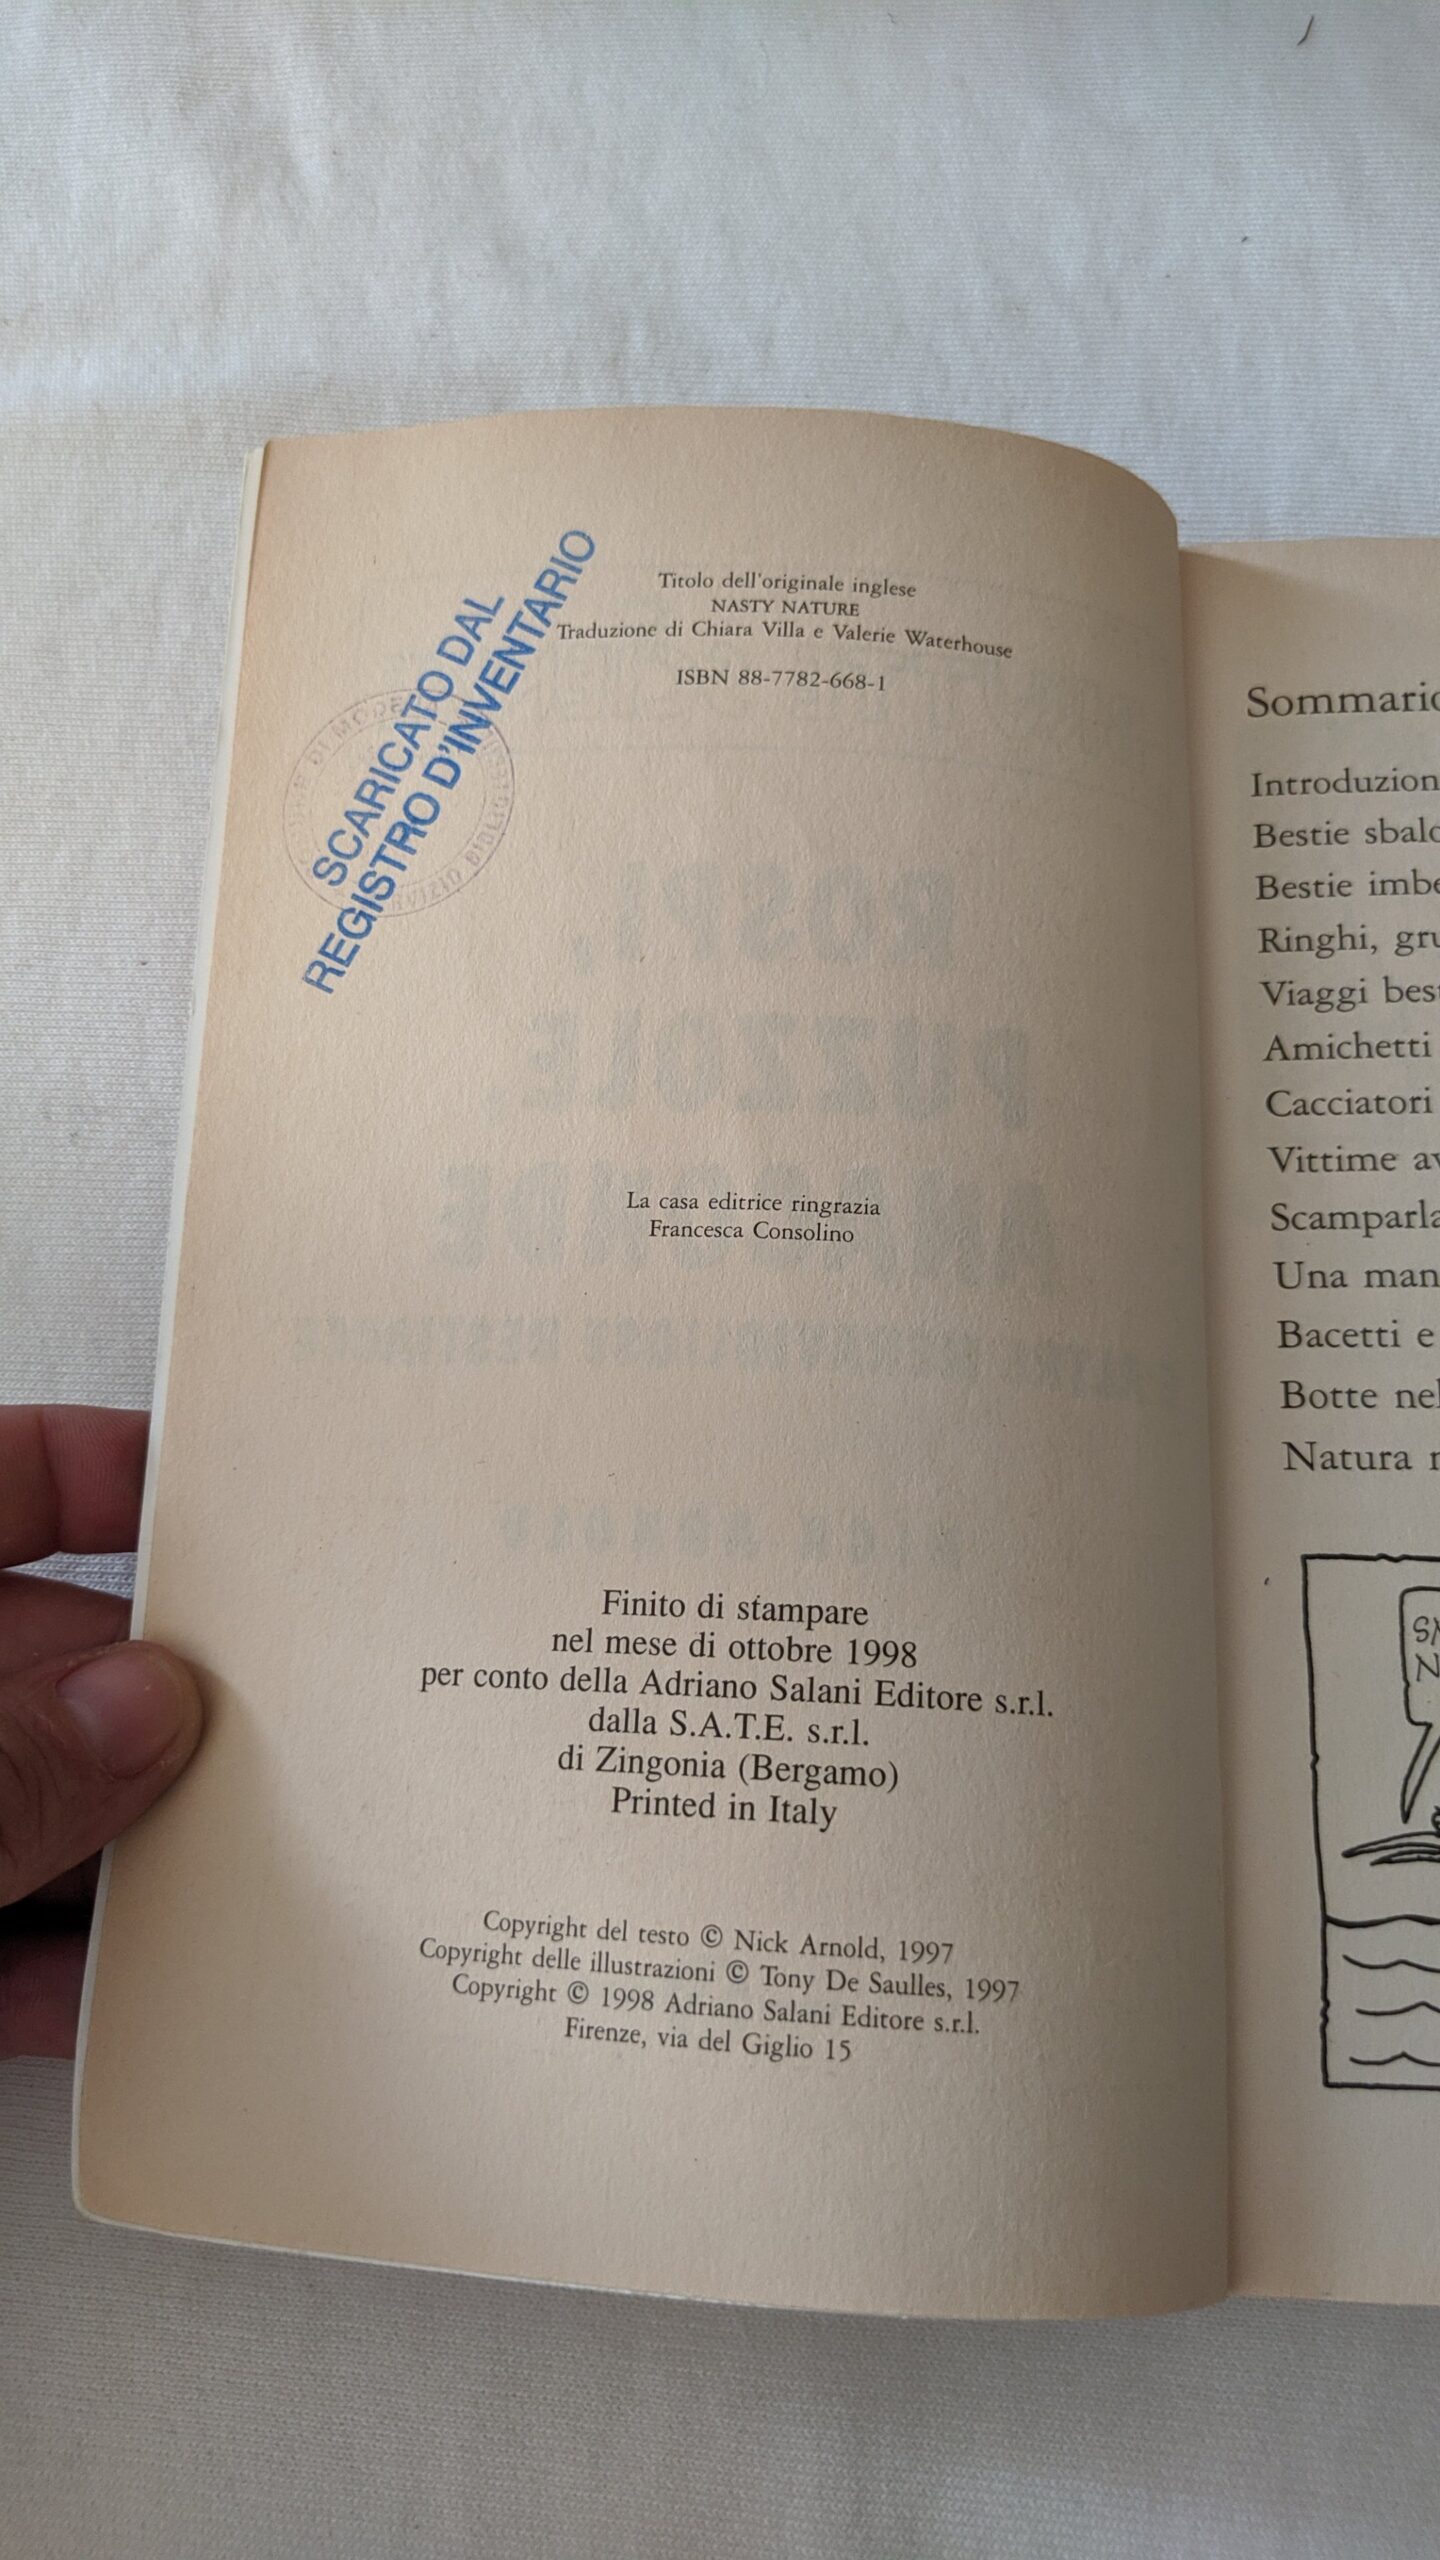 SCARICATO DAL
REGISTRO D'INVENTARIO
Titolo dell'originale inglese
NASTY NATURE
Traduzione di Chiara Villa e Valerie Waterhouse
ISBN 88-7782-668-1
La casa editrice ringrazia
Francesca Consolino
Finito di stampare
nel mese di ottobre 1998
per conto della Adriano Salani Editore s.r.l.
dalla S.A.T.E. s.r.l.
di Zingonia (Bergamo)
Printed in Italy
Copyright del testo © Nick Arnold, 1997
Copyright delle illustrazioni © Tony De Saulles, 1997
Copyright © 1998 Adriano Salani Editore s.r.l.
Firenze, via del Giglio 15
Sommario
Introduzion
Bestie sbalo
Bestie imbe
Ringhi, gru
Viaggi best
Amichetti
Cacciatori
Vittime av
Scamparla
Una man
Bacetti e
Botte nel
Natura